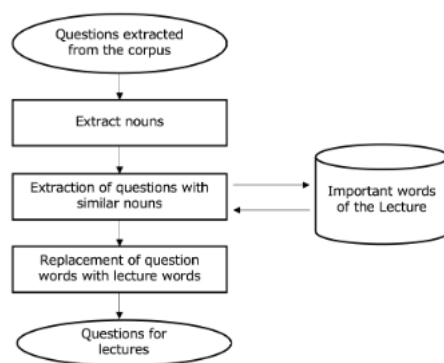 Questions extracted
from the corpus
Extract nouns
Extraction of questions with
similar nouns
Important words
of the Lecture
Replacement of question
words with lecture words
Questions for
lectures